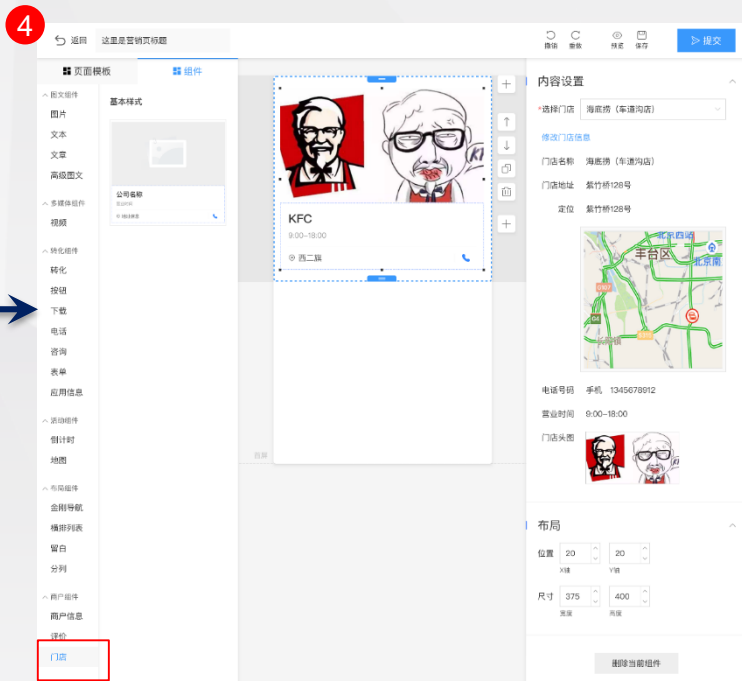 4
返回 这里是营销页标题
撤销 重做 预览 保存 提交
页面模板 组件
图文组件
图片
文本
文章
高级图文
多媒体组件
视频
转化组件
转化
按钮
下载
电话
咨询
表单
应用信息
活动组件
倒计时
地图
布局组件
金刚导航
横排列表
留白
分列
商户组件
商户信息
评价
门店
基本样式
公司名称
KFC
9:00–18:00
西二旗
首屏
内容设置
*选择门店 海底捞（车道沟店）
修改门店信息
门店名称 海底捞（车道沟店）
门店地址 紫竹桥128号
定位 紫竹桥128号
北京西站
丰台区
北京南
电话号码 手机 1345678912
营业时间 9:00–18:00
门店头图
布局
位置 20 20
X轴 Y轴
尺寸 375 400
宽度 高度
删除当前组件